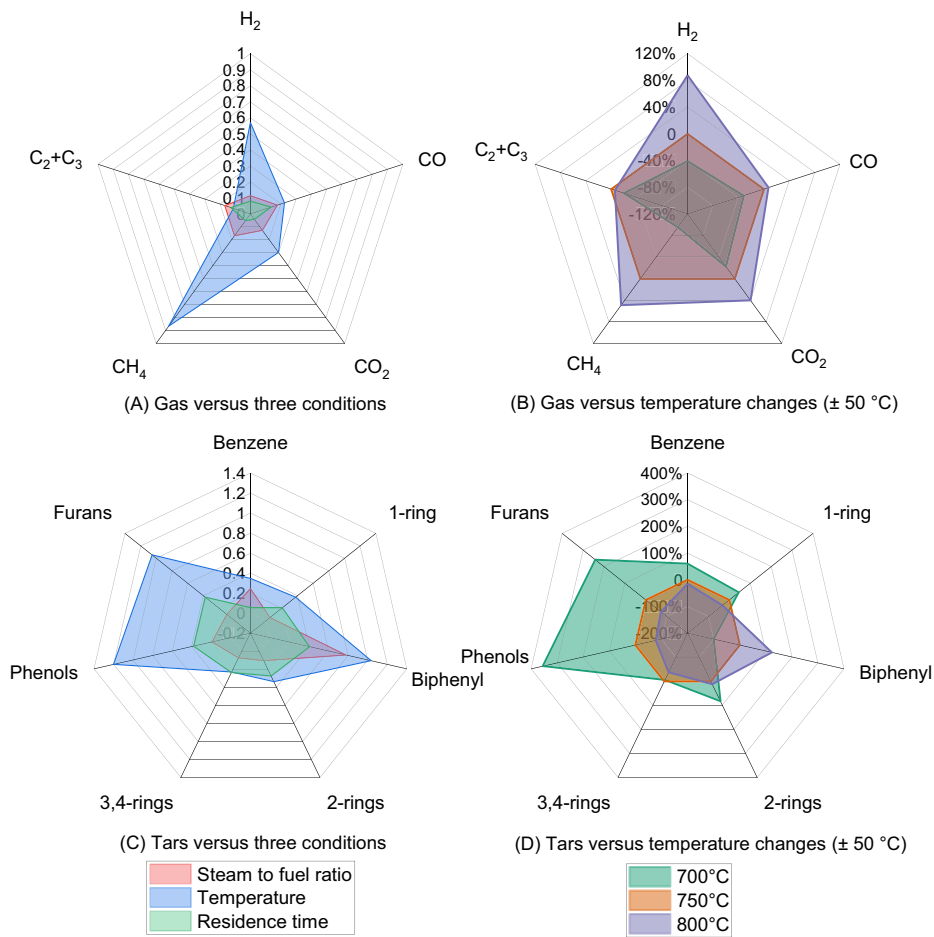 H₂
1
0.9
0.8
0.7
0.6
0.5
0.4
0.3
0.2
0.1
0
C₂+C₃
CO
CH₄
CO₂
(A) Gas versus three conditions
H₂
120%
80%
40%
0
-40%
-80%
-120%
C₂+C₃
CO
CH₄
CO₂
(B) Gas versus temperature changes (± 50 °C)
Benzene
1.4
1.2
1
0.8
0.6
0.4
0.2
0
-0.2
Furans
1-ring
Phenols
Biphenyl
3,4-rings
2-rings
(C) Tars versus three conditions
Steam to fuel ratio
Temperature
Residence time
Benzene
400%
300%
200%
100%
0
-100%
-200%
Furans
1-ring
Phenols
Biphenyl
3,4-rings
2-rings
(D) Tars versus temperature changes (± 50 °C)
700°C
750°C
800°C